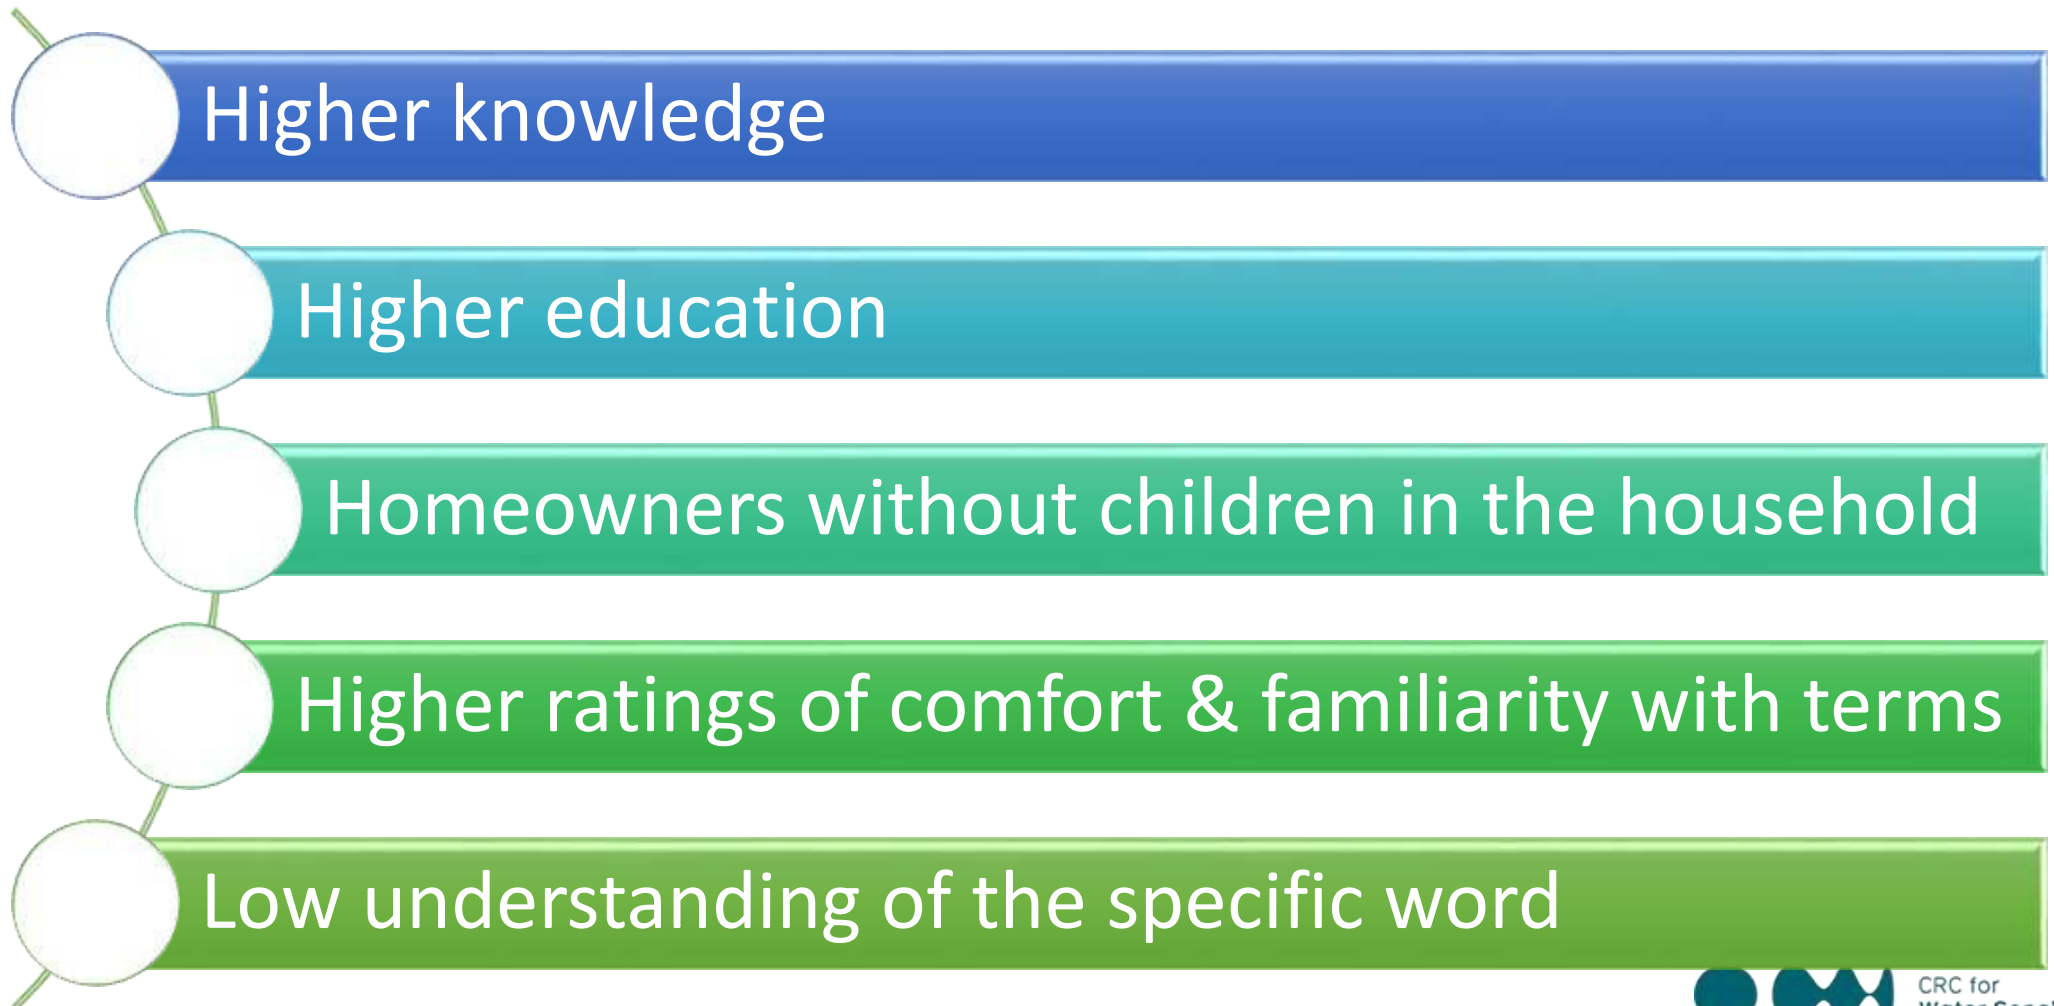 Higher knowledge
Higher education
Homeowners without children in the household
Higher ratings of comfort & familiarity with terms
Low understanding of the specific word
CRC for
Water